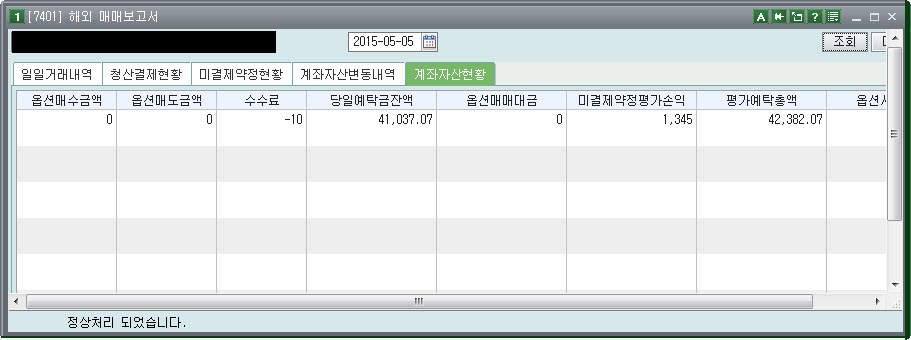 1 [7401] 해외 매매보고서
A ?
2015-05-05 조회
일일거래내역 청산결제현황 미결제약정현황 계좌자산변동내역 계좌자산현황
옵션매수금액 옵션매도금액 수수료 당일예탁금잔액 옵션매매대금 미결제약정평가손익 평가예탁총액
0 0 -10 41,037.07 0 1,345 42,382.07
정상처리 되었습니다.